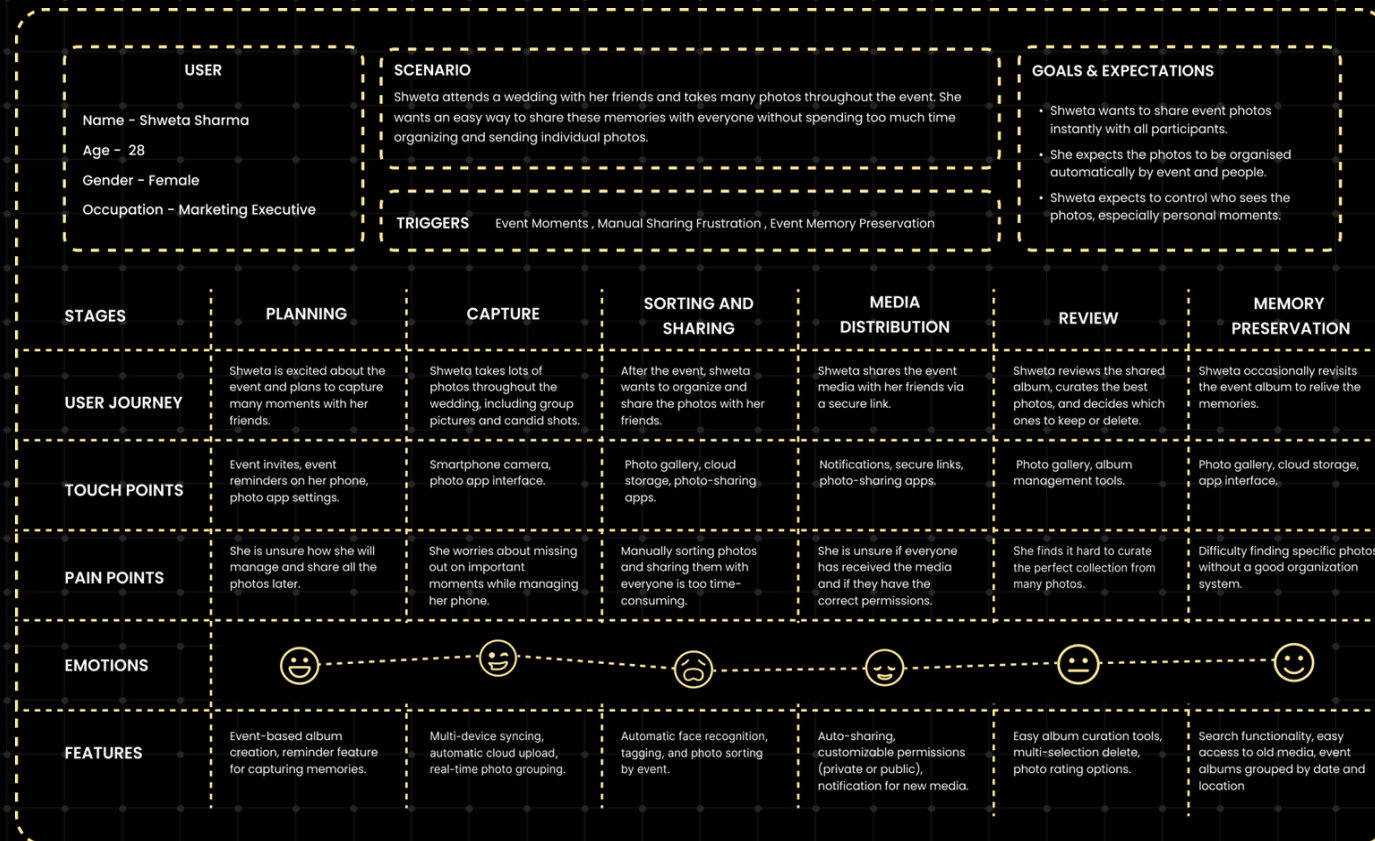 USER
Name - Shweta Sharma
Age - 28
Gender - Female
Occupation - Marketing Executive
SCENARIO
Shweta attends a wedding with her friends and takes many photos throughout the event. She
wants an easy way to share these memories with everyone without spending too much time
organizing and sending individual photos.
TRIGGERS
Event Moments , Manual Sharing Frustration , Event Memory Preservation
GOALS & EXPECTATIONS
• Shweta wants to share event photos
instantly with all participants.
• She expects the photos to be organised
automatically by event and people.
• Shweta expects to control who sees the
photos, especially personal moments.
STAGES
PLANNING
CAPTURE
SORTING AND
SHARING
MEDIA
DISTRIBUTION
REVIEW
MEMORY
PRESERVATION
USER JOURNEY
Shweta is excited about the
event and plans to capture
many moments with her
friends.
Shweta takes lots of
photos throughout the
wedding, including group
pictures and candid shots.
After the event, shweta
wants to organize and
share the photos with her
friends.
Shweta shares the event
media with her friends via
a secure link.
Shweta reviews the shared
album, curates the best
photos, and decides which
ones to keep or delete.
Shweta occasionally revisits
the event album to relive the
memories.
TOUCH POINTS
Event invites, event
reminders on her phone,
photo app settings.
Smartphone camera,
photo app interface.
Photo gallery, cloud
storage, photo-sharing
apps.
Notifications, secure links,
photo-sharing apps.
Photo gallery, album
management tools.
Photo gallery, cloud storage,
app interface.
PAIN POINTS
She is unsure how she will
manage and share all the
photos later.
She worries about missing
out on important
moments while managing
her phone.
Manually sorting photos
and sharing them with
everyone is too time-
consuming.
She is unsure if everyone
has received the media
and if they have the
correct permissions.
She finds it hard to curate
the perfect collection from
many photos.
Difficulty finding specific photos
without a good organization
system.
EMOTIONS
FEATURES
Event-based album
creation, reminder feature
for capturing memories.
Multi-device syncing,
automatic cloud upload,
real-time photo grouping.
Automatic face recognition,
tagging, and photo sorting
by event.
Auto-sharing,
customizable permissions
(private or public),
notification for new media.
Easy album curation tools,
multi-selection delete,
photo rating options.
Search functionality, easy
access to old media, event
albums grouped by date and
location